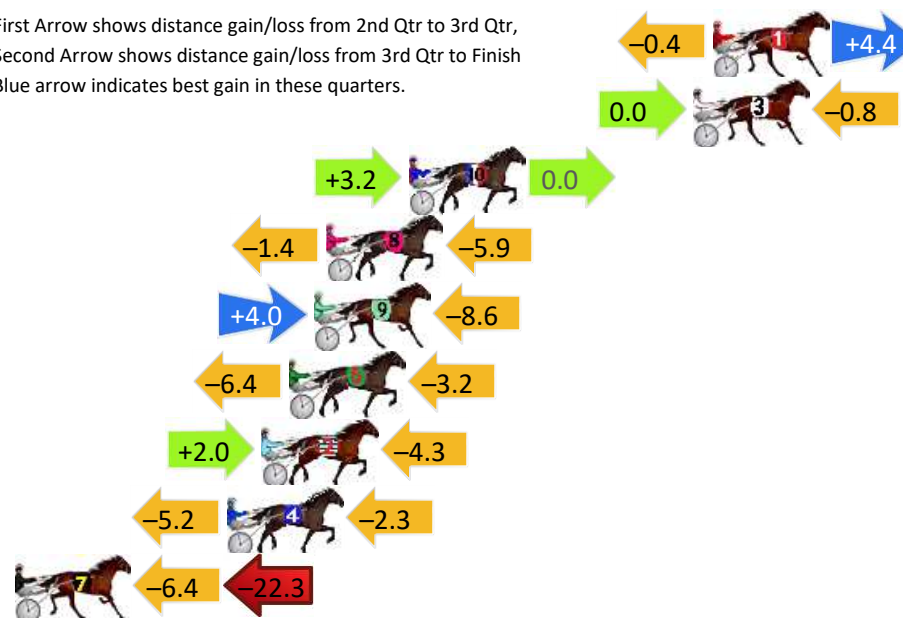 First Arrow shows distance gain/loss from 2nd Qtr to 3rd Qtr,
Second Arrow shows distance gain/loss from 3rd Qtr to Finish
Blue arrow indicates best gain in these quarters.
–0.4 1 +4.4
0.0 3 –0.8
+3.2 10 0.0
–1.4 8 –5.9
+4.0 9 –8.6
–6.4 –3.2
+2.0 –4.3
–5.2 4 –2.3
7 –6.4 –22.3